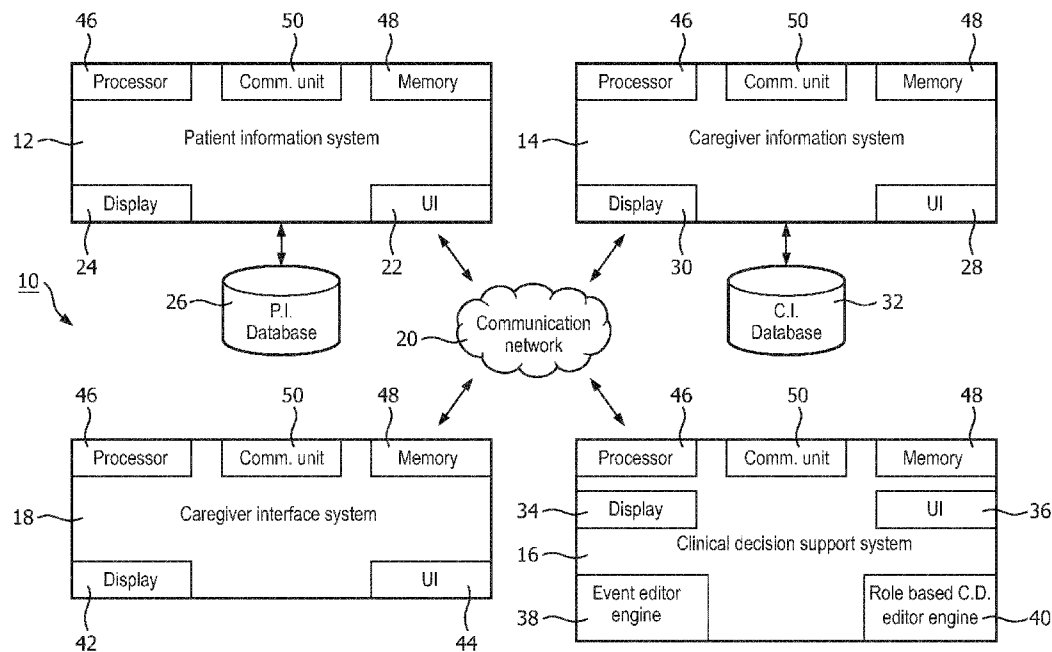 46
50
48
46
50
48
Processor
Comm. unit
Memory
Processor
Comm. unit
Memory
12
Patient information system
14
Caregiver information system
Display
UI
Display
UI
24
22
30
28
10
26
P.I.
Database
20
Communication
network
C.I.
Database
32
46
50
48
46
50
48
Processor
Comm. unit
Memory
Processor
Comm. unit
Memory
18
Caregiver interface system
34
Display
UI
36
16
Clinical decision support system
Display
UI
Event editor
engine
Role based C.D.
editor engine
42
44
38
40